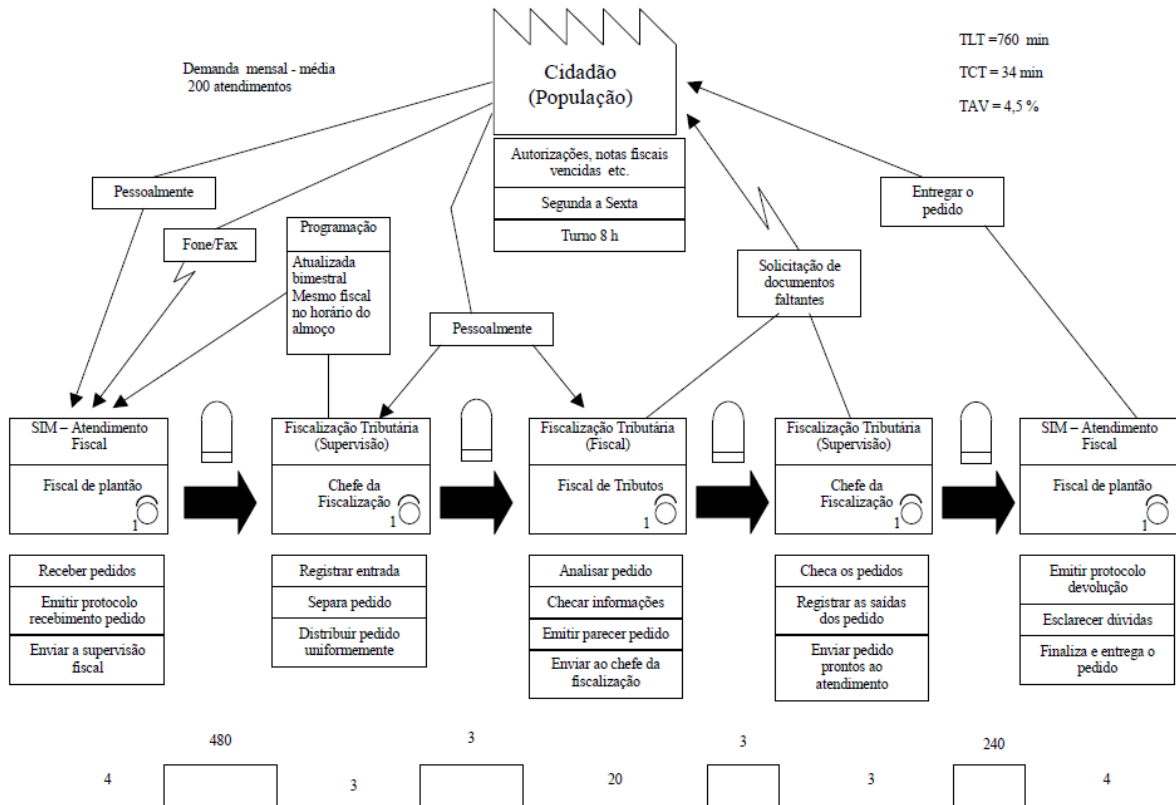 Demanda mensal - média
200 atendimentos
Cidadão
(População)
TLT =760 min
TCT = 34 min
TAV = 4,5 %
Autorizações, notas fiscais
vencidas etc.
Segunda a Sexta
Turno 8 h
Pessoalmente
Fone/Fax
Programação
Atualizada
bimestral
Mesmo fiscal
no horário do
almoço
Pessoalmente
Solicitação de
documentos
faltantes
Entregar o
pedido
SIM – Atendimento
Fiscal
Fiscal de plantão
1
Fiscalização Tributária
(Supervisão)
Chefe da
Fiscalização
1
Fiscalização Tributária
(Fiscal)
Fiscal de Tributos
1
Fiscalização Tributária
(Supervisão)
Chefe da
Fiscalização
1
SIM – Atendimento
Fiscal
Fiscal de plantão
1
Receber pedidos
Emitir protocolo
recebimento pedido
Enviar a supervisão
fiscal
Registrar entrada
Separa pedido
Distribuir pedido
uniformemente
Analisar pedido
Checar informações
Emitir parecer pedido
Enviar ao chefe da
fiscalização
Checa os pedidos
Registrar as saídas
dos pedido
Enviar pedido
prontos ao
atendimento
Emitir protocolo
devolução
Esclarecer dúvidas
Finaliza e entrega o
pedido
480
3
3
240
4
3
20
3
4